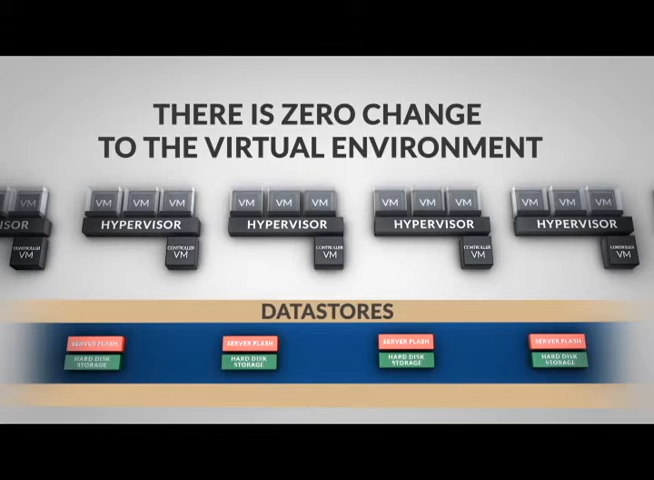 THERE IS ZERO CHANGE
TO THE VIRTUAL ENVIRONMENT
VM VM VM VM VM VM VM VM VM VM VM VM VM
ISOR HYPERVISOR HYPERVISOR HYPERVISOR HYPERVISOR
CONTROLLER CONTROLLER CONTROLLER CONTROLLER CONTROLLER
VM VM VM VM VM
DATASTORES
SERVER FLASH SERVER FLASH SERVER FLASH SERVER FLASH
HARD DISK HARD DISK HARD DISK HARD DISK
STORAGE STORAGE STORAGE STORAGE